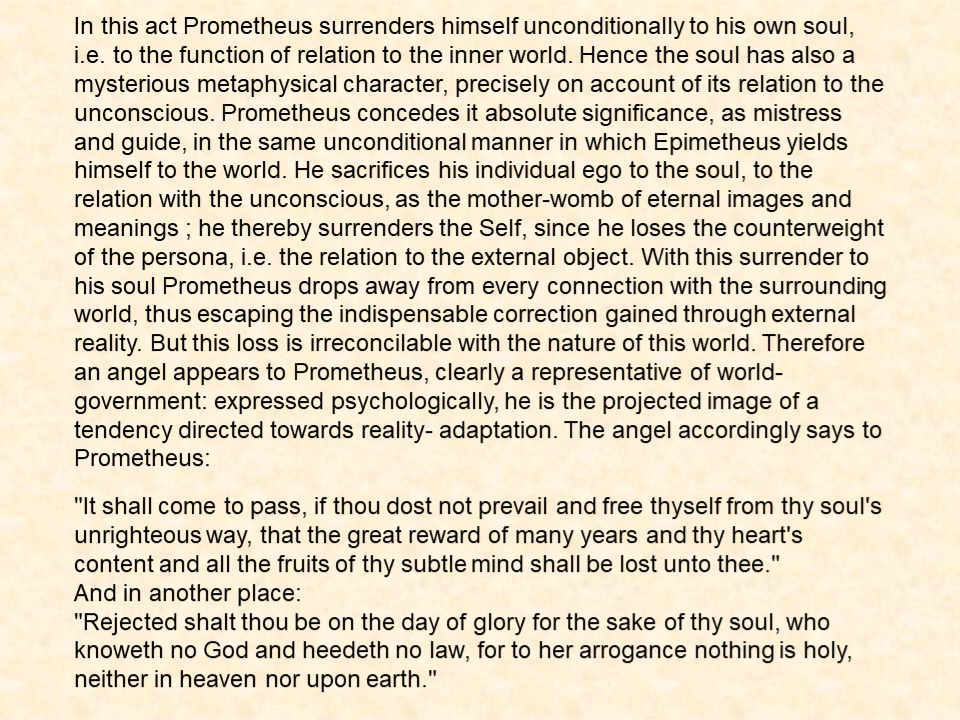 In this act Prometheus surrenders himself unconditionally to his own soul,
i.e. to the function of relation to the inner world. Hence the soul has also a
mysterious metaphysical character, precisely on account of its relation to the
unconscious. Prometheus concedes it absolute significance, as mistress
and guide, in the same unconditional manner in which Epimetheus yields
himself to the world. He sacrifices his individual ego to the soul, to the
relation with the unconscious, as the mother-womb of eternal images and
meanings ; he thereby surrenders the Self, since he loses the counterweight
of the persona, i.e. the relation to the external object. With this surrender to
his soul Prometheus drops away from every connection with the surrounding
world, thus escaping the indispensable correction gained through external
reality. But this loss is irreconcilable with the nature of this world. Therefore
an angel appears to Prometheus, clearly a representative of world-
government: expressed psychologically, he is the projected image of a
tendency directed towards reality- adaptation. The angel accordingly says to
Prometheus:
"It shall come to pass, if thou dost not prevail and free thyself from thy soul's
unrighteous way, that the great reward of many years and thy heart's
content and all the fruits of thy subtle mind shall be lost unto thee."
And in another place:
"Rejected shalt thou be on the day of glory for the sake of thy soul, who
knoweth no God and heedeth no law, for to her arrogance nothing is holy,
neither in heaven nor upon earth."